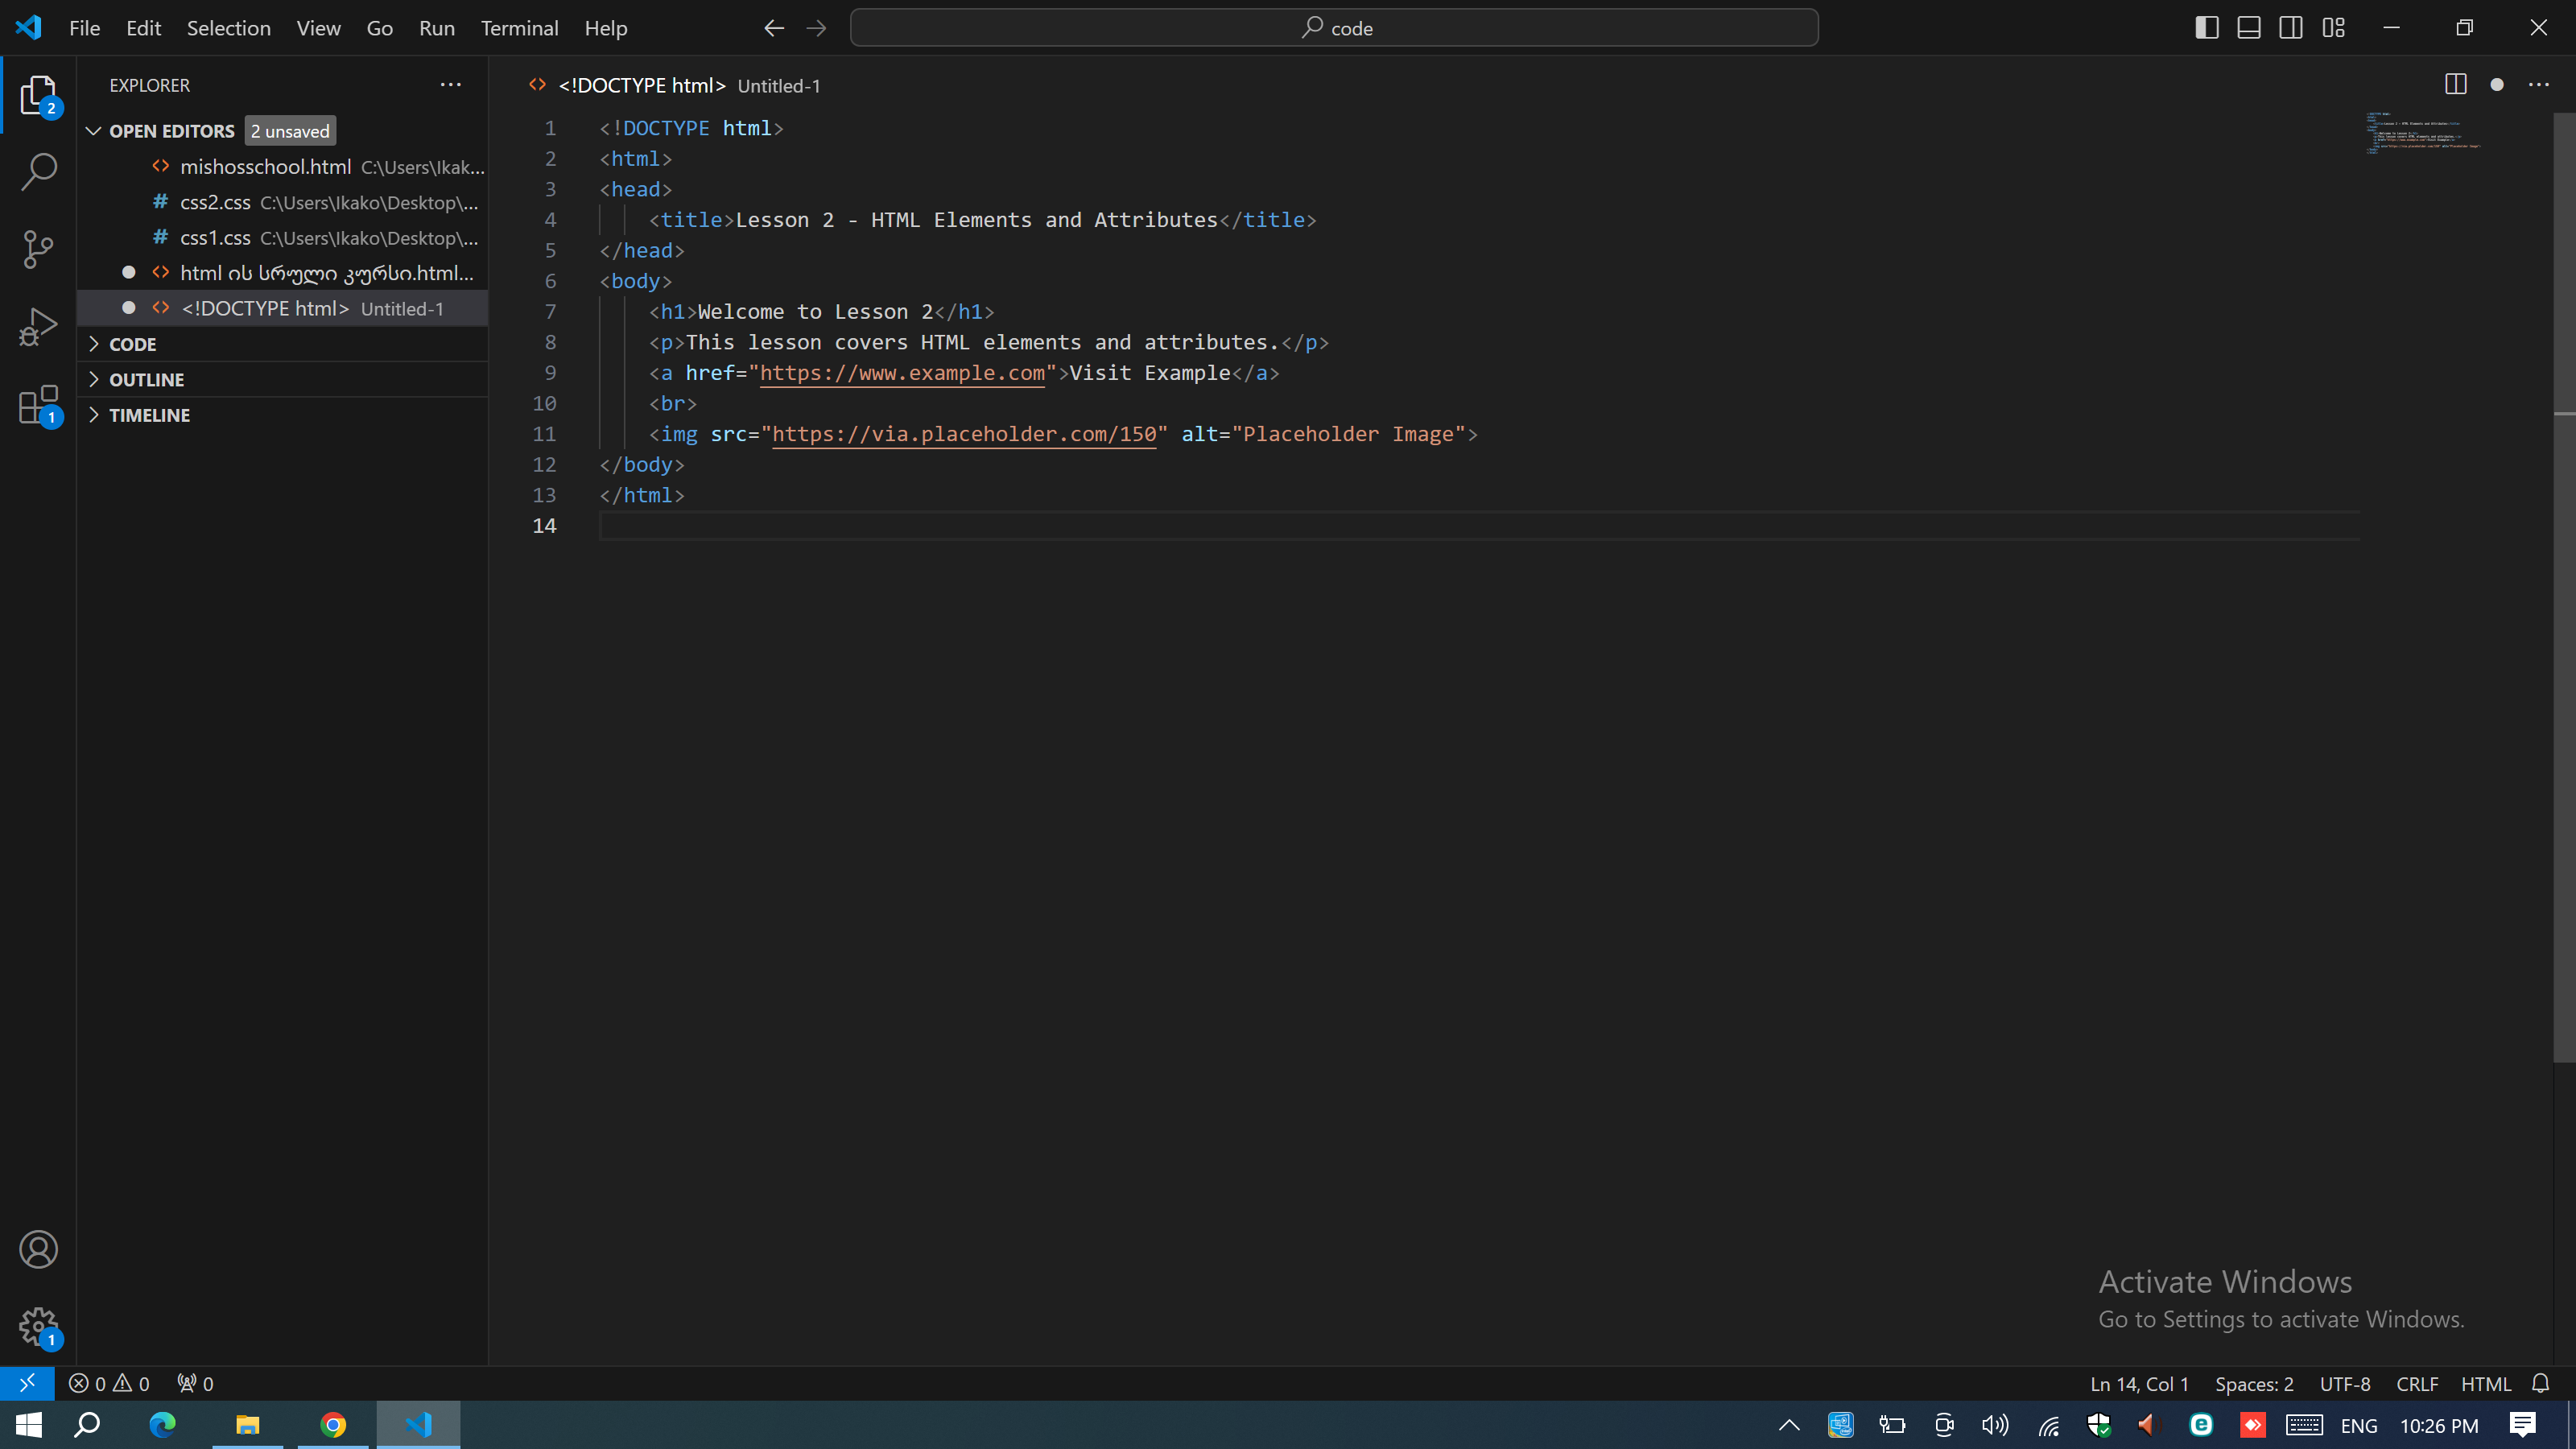 File Edit Selection View Go Run Terminal Help code
EXPLORER
OPEN EDITORS 2 unsaved
mishosschool.html C:\Users\Ikak...
css2.css C:\Users\Ikako\Desktop\...
css1.css C:\Users\Ikako\Desktop\...
html ის სრული კურსი.html...
<!DOCTYPE html> Untitled-1
CODE
OUTLINE
TIMELINE
2
1
1
<!DOCTYPE html> Untitled-1
1 <!DOCTYPE html>
2 <html>
3 <head>
4 <title>Lesson 2 - HTML Elements and Attributes</title>
5 </head>
6 <body>
7 <h1>Welcome to Lesson 2</h1>
8 <p>This lesson covers HTML elements and attributes.</p>
9 <a href="https://www.example.com">Visit Example</a>
10 <br>
11 <img src="https://via.placeholder.com/150" alt="Placeholder Image">
12 </body>
13 </html>
14
Activate Windows
Go to Settings to activate Windows.
0 0 0 Ln 14, Col 1 Spaces: 2 UTF-8 CRLF HTML
ENG 10:26 PM